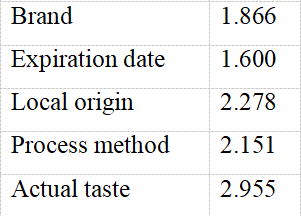 Brand 1.866
Expiration date 1.600
Local origin 2.278
Process method 2.151
Actual taste 2.955